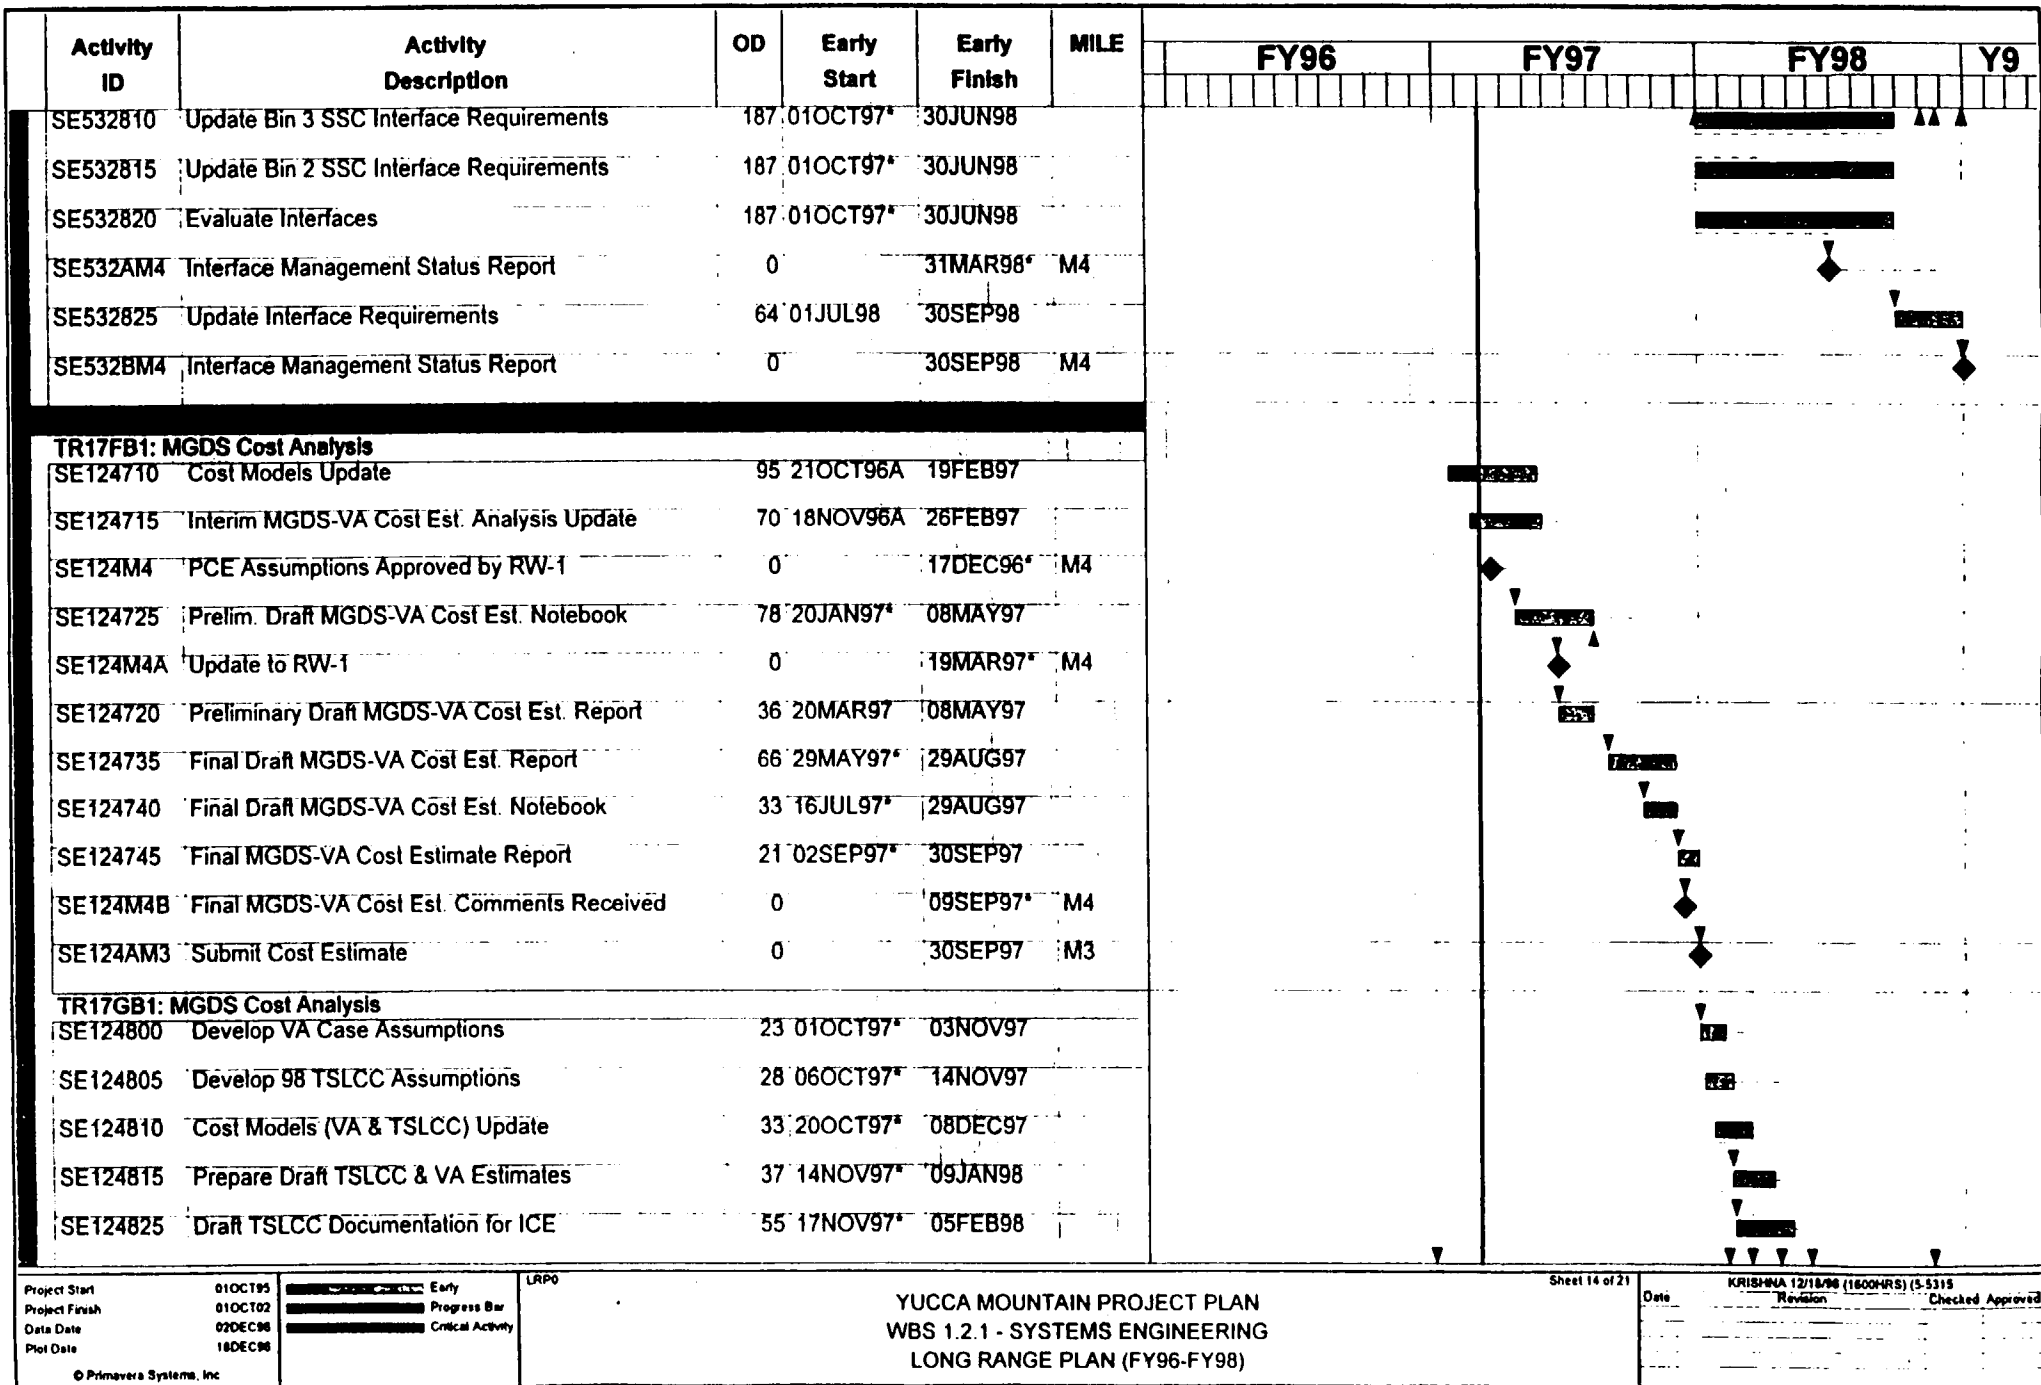 Activity ID Activity Description OD Early Start Early Finish MILE FY96 FY97 FY98 Y9
SE532810 Update Bin 3 SSC Interface Requirements 187 01OCT97* 30JUN98
SE532815 Update Bin 2 SSC Interface Requirements 187 01OCT97* 30JUN98
SE532820 Evaluate Interfaces 187 01OCT97* 30JUN98
SE532AM4 Interface Management Status Report 0 31MAR98* M4
SE532825 Update Interface Requirements 64 01JUL98 30SEP98
SE532BM4 Interface Management Status Report 0 30SEP98 M4
TR17FB1: MGDS Cost Analysis
SE124710 Cost Models Update 95 21OCT96A 19FEB97
SE124715 Interim MGDS-VA Cost Est. Analysis Update 70 18NOV96A 26FEB97
SE124M4 PCE Assumptions Approved by RW-1 0 17DEC96* M4
SE124725 Prelim. Draft MGDS-VA Cost Est. Notebook 78 20JAN97* 08MAY97
SE124M4A Update to RW-1 0 19MAR97* M4
SE124720 Preliminary Draft MGDS-VA Cost Est. Report 36 20MAR97 08MAY97
SE124735 Final Draft MGDS-VA Cost Est. Report 66 29MAY97* 29AUG97
SE124740 Final Draft MGDS-VA Cost Est. Notebook 33 16JUL97* 29AUG97
SE124745 Final MGDS-VA Cost Estimate Report 21 02SEP97* 30SEP97
SE124M4B Final MGDS-VA Cost Est. Comments Received 0 09SEP97* M4
SE124AM3 Submit Cost Estimate 0 30SEP97 M3
TR17GB1: MGDS Cost Analysis
SE124800 Develop VA Case Assumptions 23 01OCT97* 03NOV97
SE124805 Develop 98 TSLCC Assumptions 28 06OCT97* 14NOV97
SE124810 Cost Models (VA & TSLCC) Update 33 20OCT97* 08DEC97
SE124815 Prepare Draft TSLCC & VA Estimates 37 14NOV97* 09JAN98
SE124825 Draft TSLCC Documentation for ICE 55 17NOV97* 05FEB98
Project Start 01OCT95
Project Finish 01OCT02
Data Date 02DEC96
Plot Date 18DEC96
© Primavera Systems, Inc
Early
Progress Bar
Critical Activity
LRP0
YUCCA MOUNTAIN PROJECT PLAN
WBS 1.2.1 - SYSTEMS ENGINEERING
LONG RANGE PLAN (FY96-FY98)
Sheet 14 of 21
KRISHNA 12/18/96 (1600HRS) (5-5315
Date Revision Checked Approved